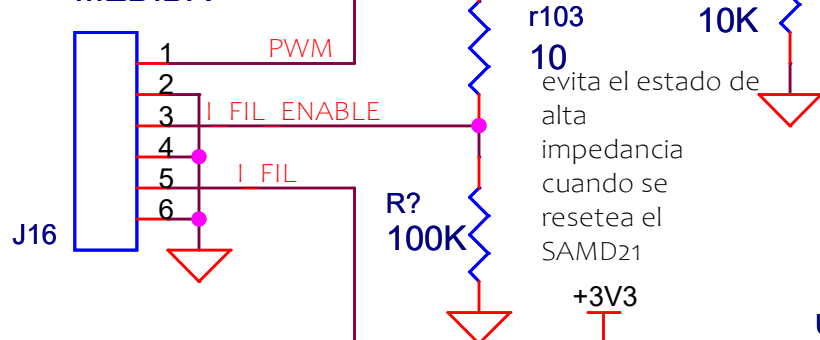 1
PWM
2
3
I_FIL_ENABLE
4
5
I_FIL
6
J16
r103
10
10K
evita el estado de
alta
impedancia
cuando se
resetea el
SAMD21
R?
100K
+3V3